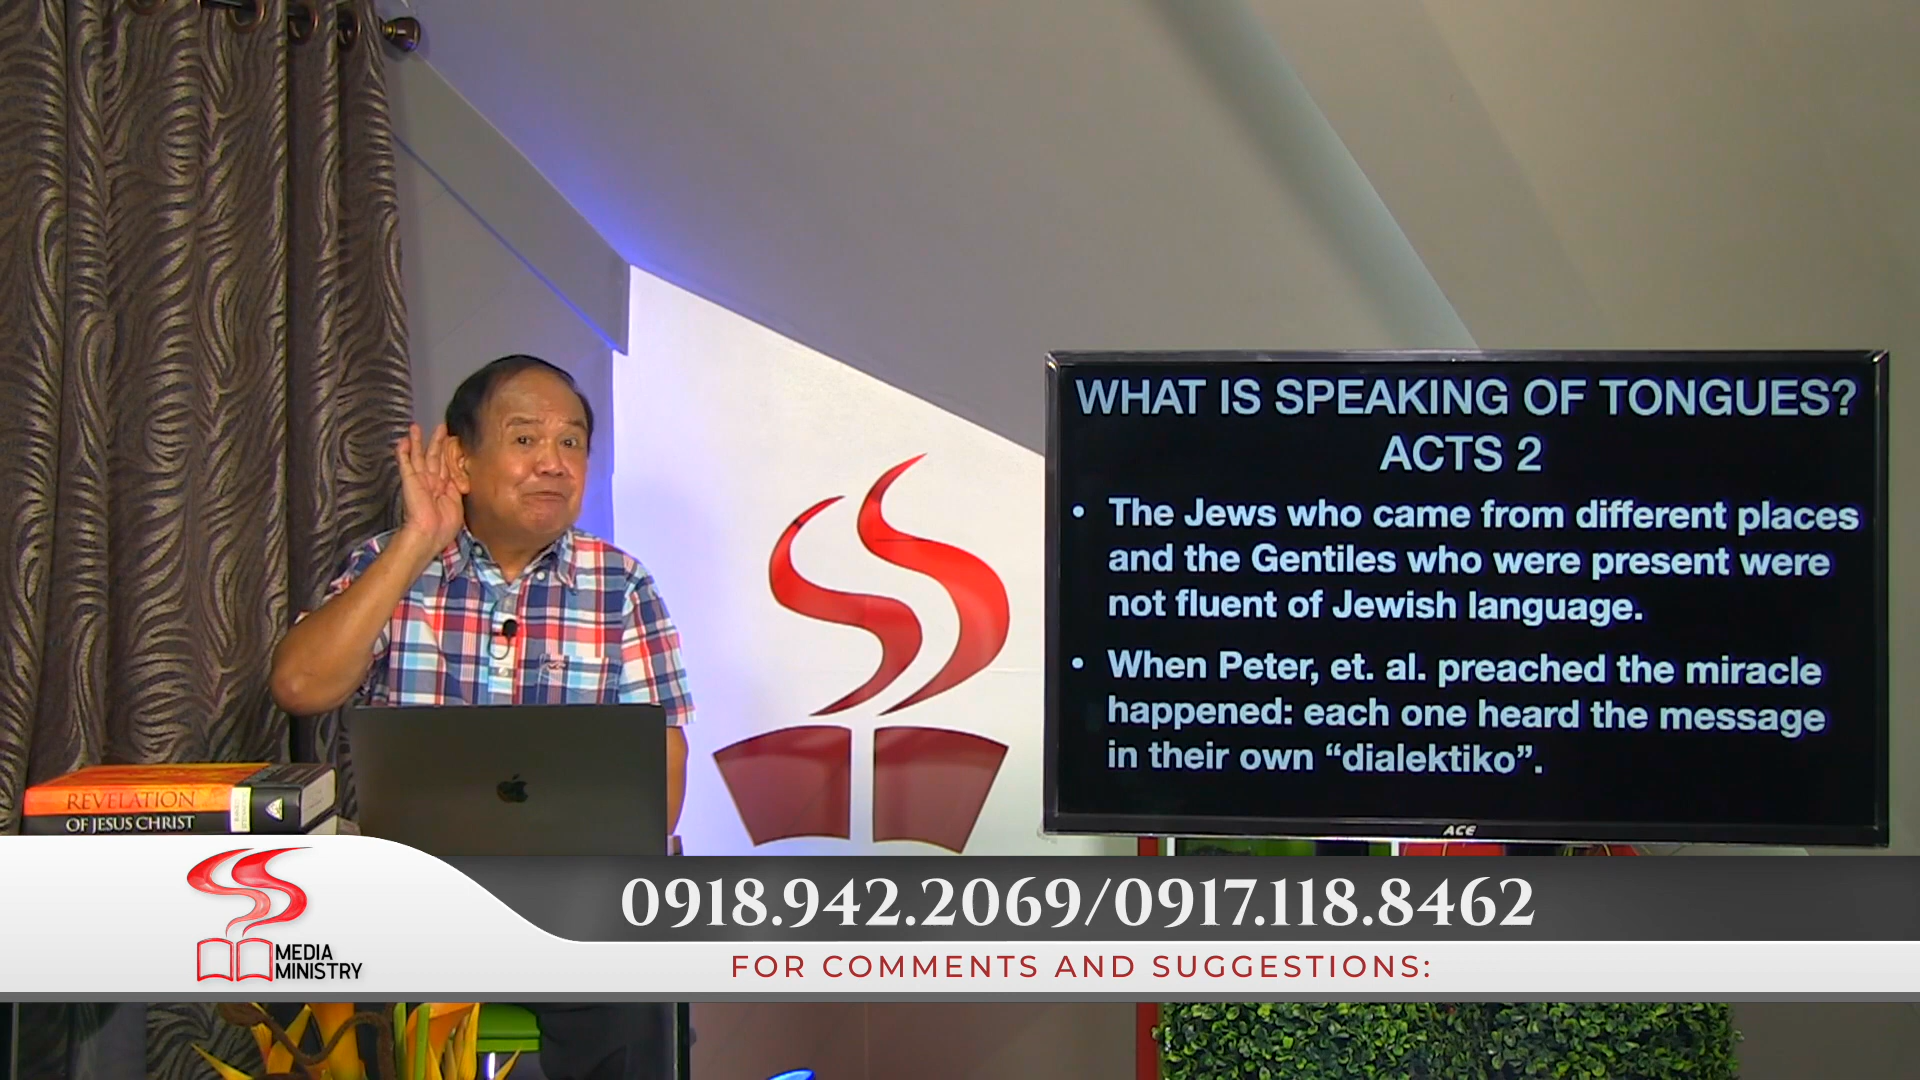 WHAT IS SPEAKING OF TONGUES?
ACTS 2
• The Jews who came from different places
and the Gentiles who were present were
not fluent of Jewish language.
• When Peter, et. al. preached the miracle
happened: each one heard the message
in their own “dialektiko”.
ACE
REVELATION
OF JESUS CHRIST
MEDIA
MINISTRY
0918.942.2069/0917.118.8462
FOR COMMENTS AND SUGGESTIONS: